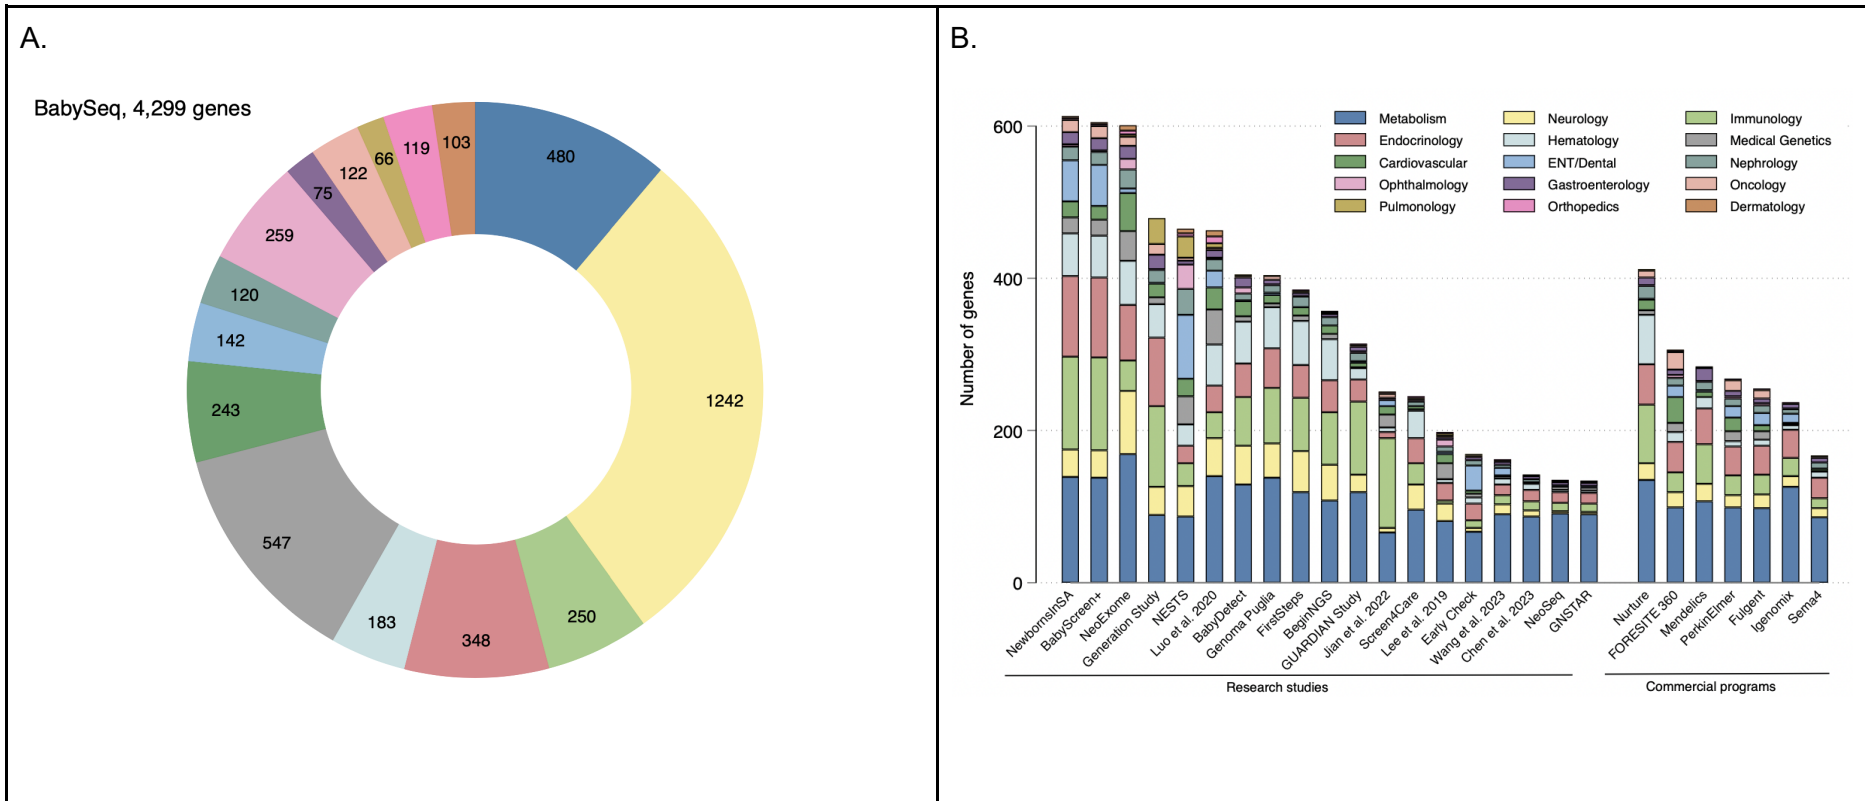 A.
BabySeq, 4,299 genes
480
1242
250
348
183
547
243
142
120
259
75
122
66
119
103
B.
Number of genes
600
400
200
0
Metabolism
Neurology
Immunology
Endocrinology
Hematology
Medical Genetics
Cardiovascular
ENT/Dental
Nephrology
Ophthalmology
Gastroenterology
Oncology
Pulmonology
Orthopedics
Dermatology
NewbornsInSA
BabyScreen+
NeoExome
Generation Study
NESTS
Luo et al. 2020
BabyDetect
Genoma Puglia
FirstSteps
BeginNGS
GUARDIAN Study
Jian et al. 2022
Screen4Care
Lee et al. 2019
Early Check
Wang et al. 2023
Chen et al. 2023
NeoSeq
GNSTAR
Nurture
FORESITE 360
Mendelics
PerkinElmer
Fulgent
Igenomix
Sema4
Research studies
Commercial programs